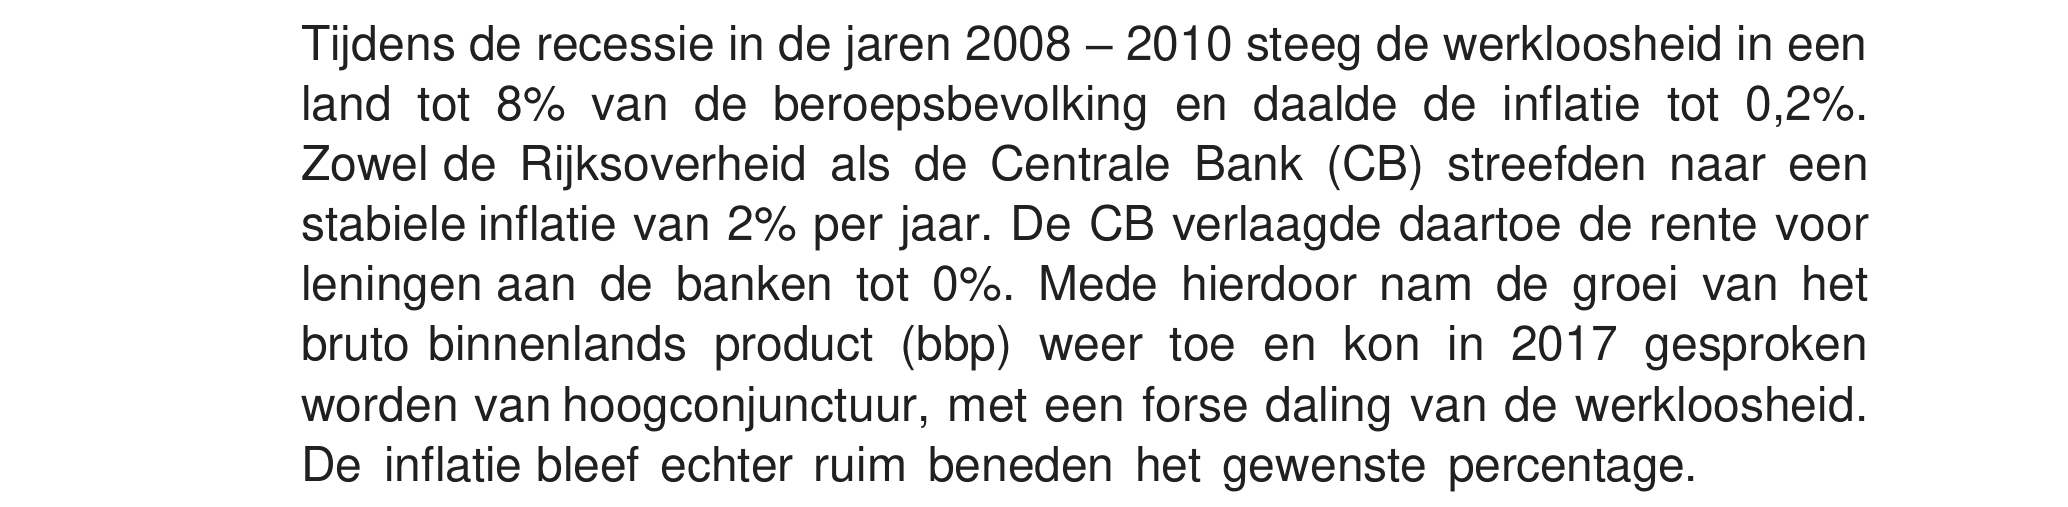 Tijdens de recessie in de jaren 2008 – 2010 steeg de werkloosheid in een
land tot 8% van de beroepsbevolking en daalde de inflatie tot 0,2%.
Zowel de Rijksoverheid als de Centrale Bank (CB) streefden naar een
stabiele inflatie van 2% per jaar. De CB verlaagde daartoe de rente voor
leningen aan de banken tot 0%. Mede hierdoor nam de groei van het
bruto binnenlands product (bbp) weer toe en kon in 2017 gesproken
worden van hoogconjunctuur, met een forse daling van de werkloosheid.
De inflatie bleef echter ruim beneden het gewenste percentage.